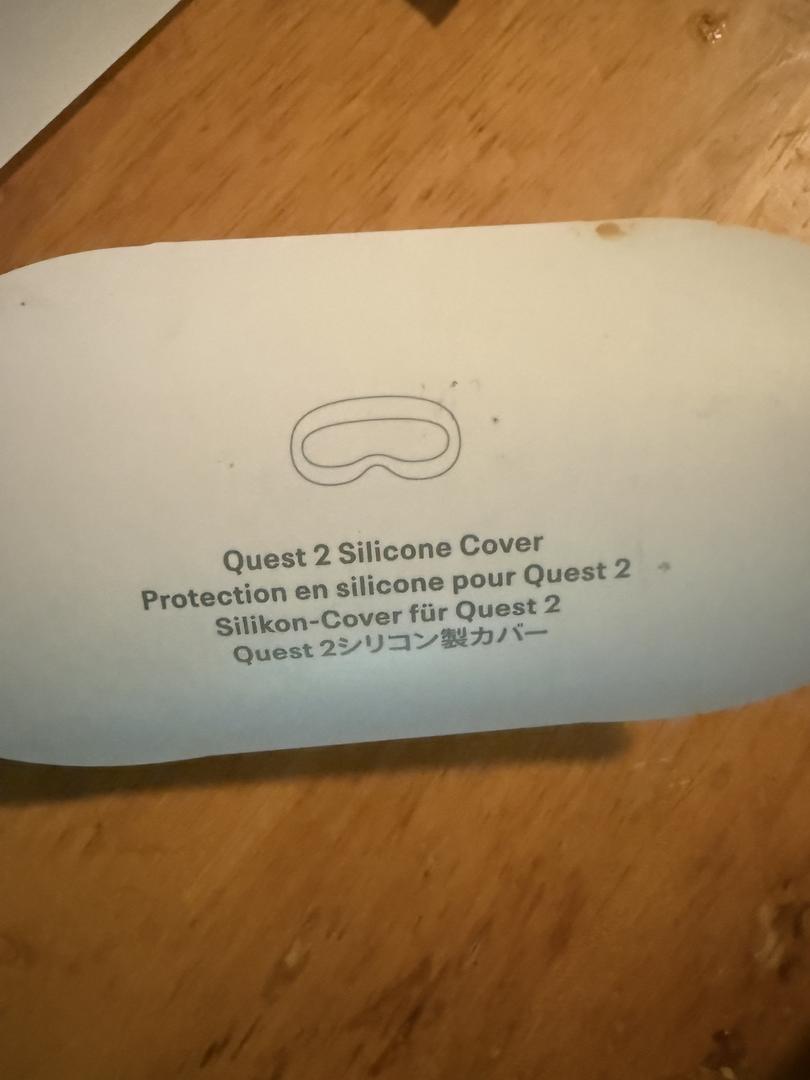 Quest 2 Silicone Cover
Protection en silicone pour Quest 2
Silikon-Cover für Quest 2
Quest 2シリコン製カバー